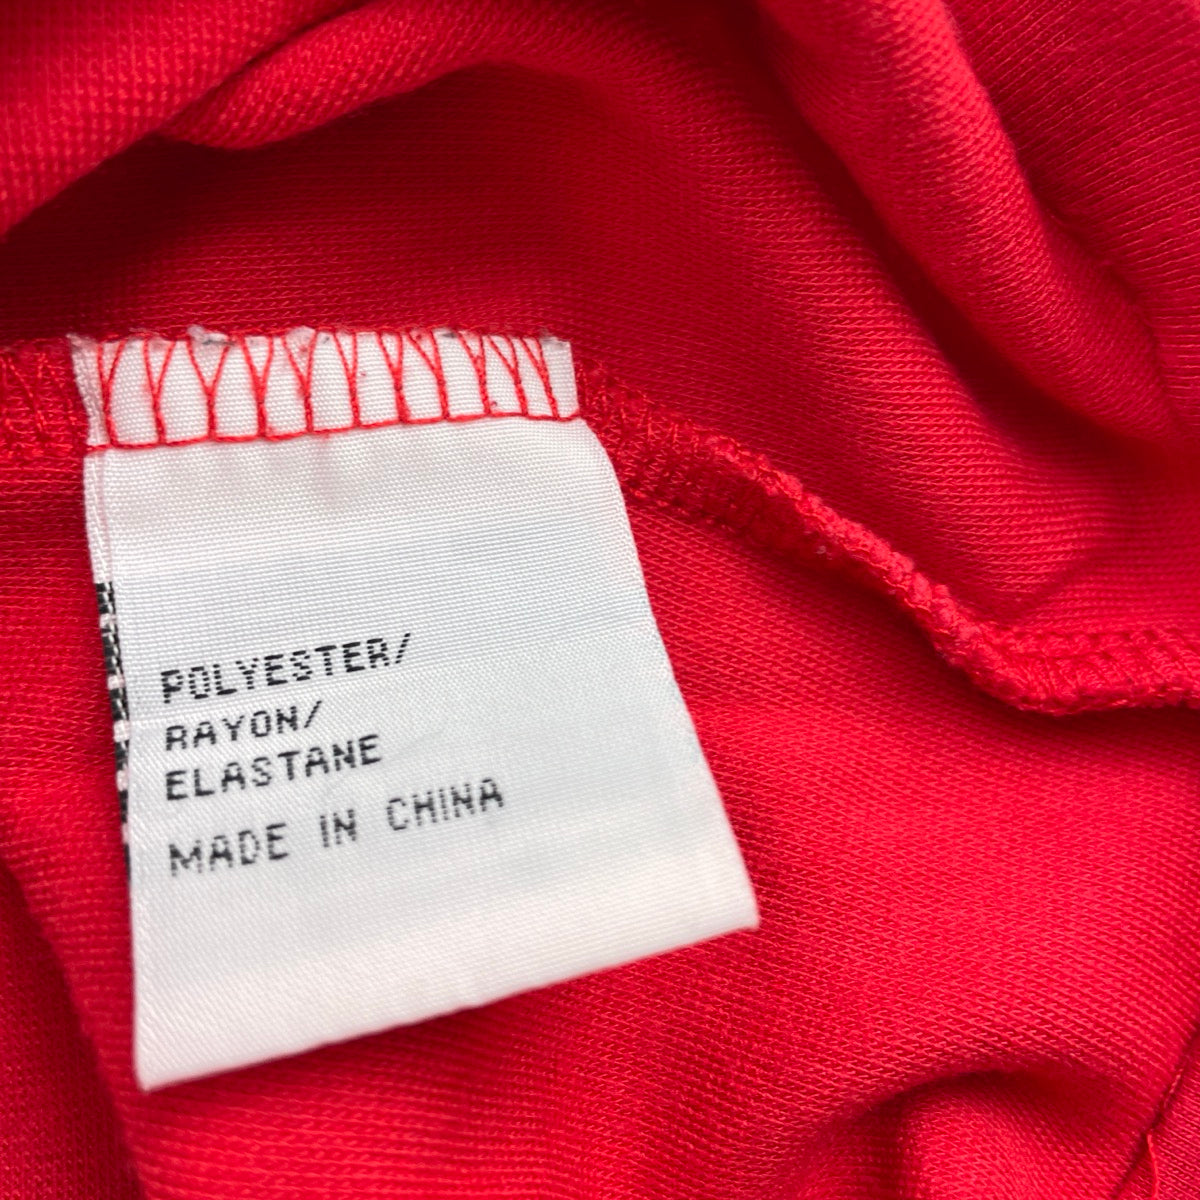 POLYESTER/
RAYON/
ELASTANE
MADE IN CHINA